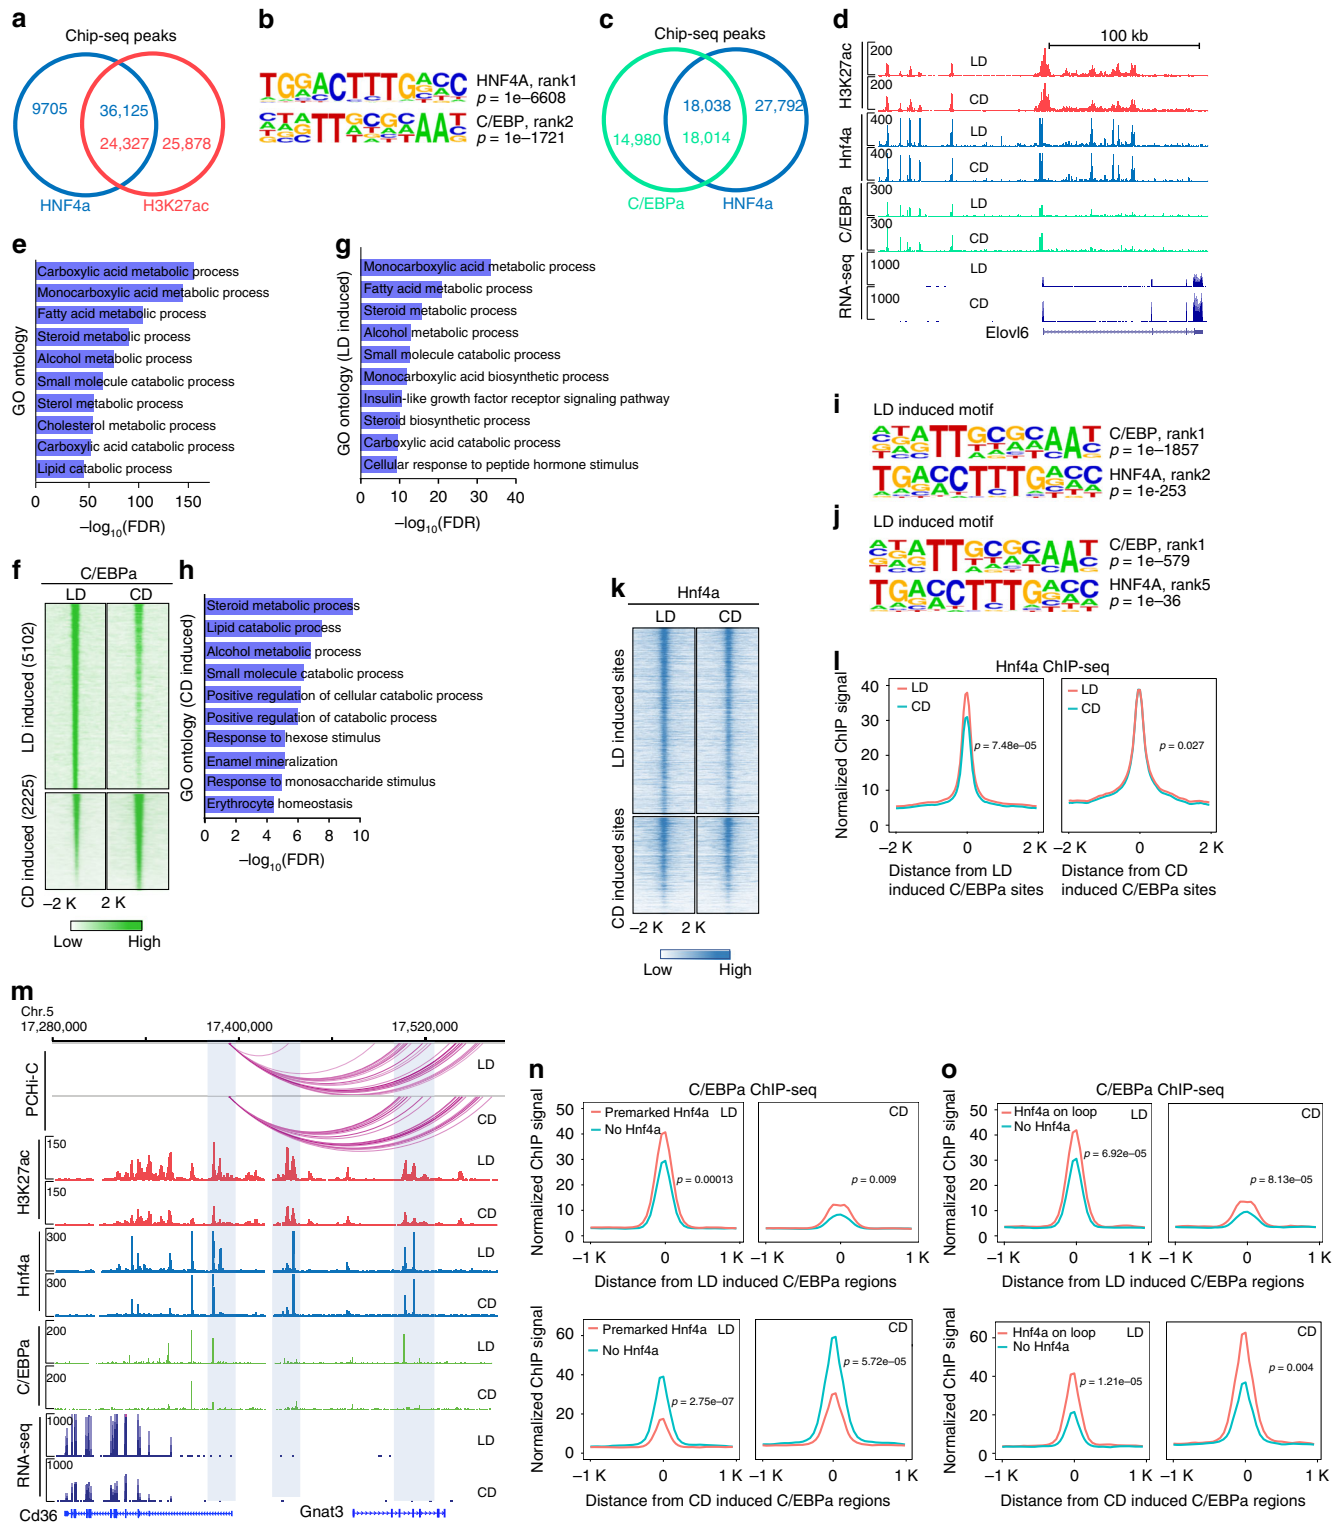 a
Chip-seq peaks
9705
36,125
24,327
25,878
HNF4a
H3K27ac
b
HNF4A, rank1
p = 1e–6608
C/EBP, rank2
p = 1e–1721
c
Chip-seq peaks
18,038
27,792
14,980
18,014
C/EBPa
HNF4a
d
100 kb
H3K27ac
200
LD
200
CD
Hnf4a
400
LD
400
CD
C/EBPa
300
LD
300
CD
RNA-seq
1000
LD
1000
CD
Elovl6
e
GO ontology
Carboxylic acid metabolic process
Monocarboxylic acid metabolic process
Fatty acid metabolic process
Steroid metabolic process
Alcohol metabolic process
Small molecule catabolic process
Sterol metabolic process
Cholesterol metabolic process
Carboxylic acid catabolic process
Lipid catabolic process
0 50 100 150
–log10(FDR)
g
GO ontology (LD induced)
Monocarboxylic acid metabolic process
Fatty acid metabolic process
Steroid metabolic process
Alcohol metabolic process
Small molecule catabolic process
Monocarboxylic acid biosynthetic process
Insulin-like growth factor receptor signaling pathway
Steroid biosynthetic process
Carboxylic acid catabolic process
Cellular response to peptide hormone stimulus
0 10 20 30 40
–log10(FDR)
i
LD induced motif
C/EBP, rank1
p = 1e–1857
HNF4A, rank2
p = 1e-253
j
LD induced motif
C/EBP, rank1
p = 1e–579
HNF4A, rank5
p = 1e–36
f
C/EBPa
LD CD
LD induced (5102)
CD induced (2225)
–2 K 2 K
Low High
h
GO ontology (CD induced)
Steroid metabolic process
Lipid catabolic process
Alcohol metabolic process
Small molecule catabolic process
Positive regulation of cellular catabolic process
Positive regulation of catabolic process
Response to hexose stimulus
Enamel mineralization
Response to monosaccharide stimulus
Erythrocyte homeostasis
0 2 4 6 8 10
–log10(FDR)
k
Hnf4a
LD CD
LD induced sites
CD induced sites
–2 K 2 K
Low High
l
Hnf4a ChIP-seq
Normalized ChIP signal
40
30
20
10
0
LD
CD
p = 7.48e–05
–2 K 0 2 K
Distance from LD
induced C/EBPa sites
LD
CD
p = 0.027
–2 K 0 2 K
Distance from CD
induced C/EBPa sites
m
Chr.5
17,280,000 17,400,000 17,520,000
PCHi-C
LD
CD
H3K27ac
150
LD
150
CD
Hnf4a
300
LD
300
CD
C/EBPa
200
LD
200
CD
RNA-seq
1000
LD
1000
CD
Cd36
Gnat3
n
C/EBPa ChIP-seq
Normalized ChIP signal
50
40
30
20
10
0
Premarked Hnf4a LD
No Hnf4a
p = 0.00013
CD
p = 0.009
–1 K 0 1 K
–1 K 0 1 K
Distance from LD induced C/EBPa regions
Normalized ChIP signal
60
40
20
0
Premarked Hnf4a LD
No Hnf4a
p = 2.75e–07
CD
p = 5.72e–05
–1 K 0 1 K
–1 K 0 1 K
Distance from CD induced C/EBPa regions
o
C/EBPa ChIP-seq
Normalized ChIP signal
50
40
30
20
10
0
Hnf4a on loop LD
No Hnf4a
p = 6.92e–05
CD
p = 8.13e–05
–1 K 0 1 K
–1 K 0 1 K
Distance from LD induced C/EBPa regions
Normalized ChIP signal
60
40
20
0
Hnf4a on loop LD
No Hnf4a
p = 1.21e–05
CD
p = 0.004
–1 K 0 1 K
–1 K 0 1 K
Distance from CD induced C/EBPa regions